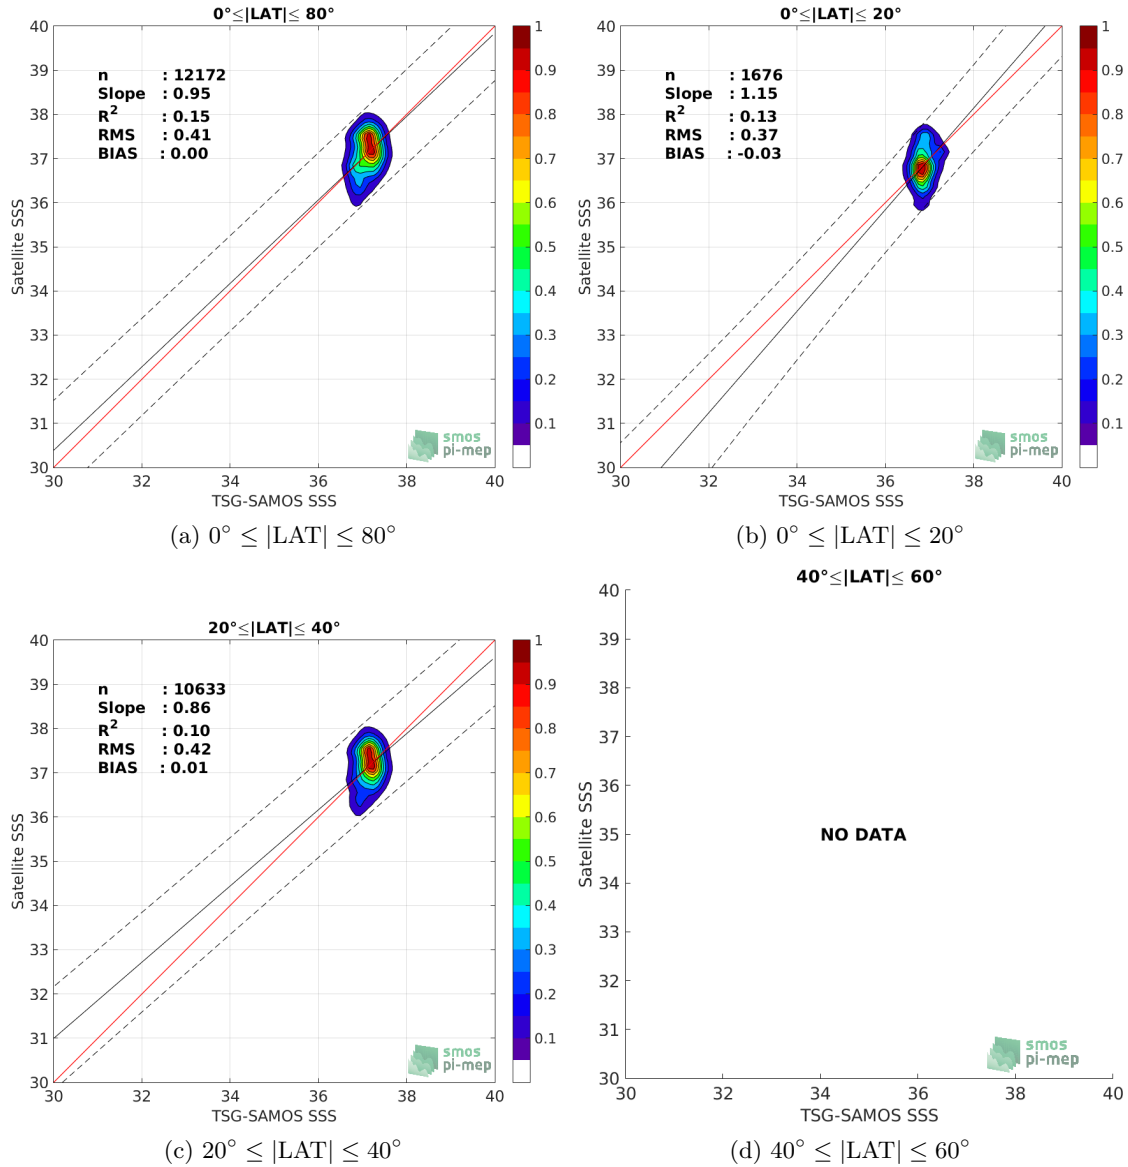 0°≤|LAT|≤ 80°
n : 12172
Slope : 0.95
R² : 0.15
RMS : 0.41
BIAS : 0.00
40
39
38
37
36
35
34
33
32
31
30
Satellite SSS
30 32 34 36 38 40
TSG-SAMOS SSS
smos
pi-mep
1
0.9
0.8
0.7
0.6
0.5
0.4
0.3
0.2
0.1
(a) 0° ≤ |LAT| ≤ 80°
0°≤|LAT|≤ 20°
n : 1676
Slope : 1.15
R² : 0.13
RMS : 0.37
BIAS : -0.03
40
39
38
37
36
35
34
33
32
31
30
Satellite SSS
30 32 34 36 38 40
TSG-SAMOS SSS
smos
pi-mep
1
0.9
0.8
0.7
0.6
0.5
0.4
0.3
0.2
0.1
(b) 0° ≤ |LAT| ≤ 20°
20°≤|LAT|≤ 40°
n : 10633
Slope : 0.86
R² : 0.10
RMS : 0.42
BIAS : 0.01
40
39
38
37
36
35
34
33
32
31
30
Satellite SSS
30 32 34 36 38 40
TSG-SAMOS SSS
smos
pi-mep
1
0.9
0.8
0.7
0.6
0.5
0.4
0.3
0.2
0.1
(c) 20° ≤ |LAT| ≤ 40°
40°≤|LAT|≤ 60°
40
39
38
37
36
35
34
33
32
31
30
Satellite SSS
NO DATA
30 32 34 36 38 40
TSG-SAMOS SSS
smos
pi-mep
(d) 40° ≤ |LAT| ≤ 60°